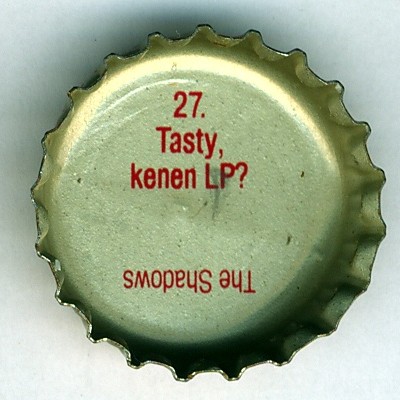 27.
Tasty,
kenen LP?
The Shadows